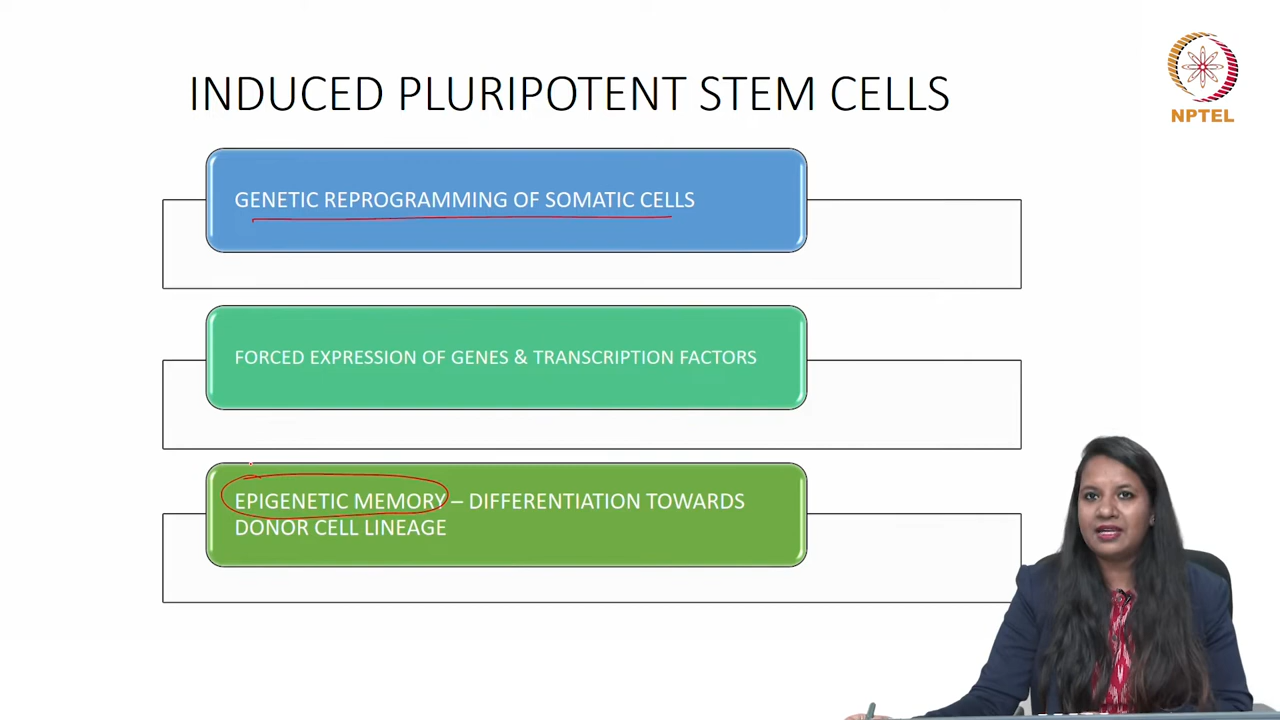 INDUCED PLURIPOTENT STEM CELLS
NPTEL
GENETIC REPROGRAMMING OF SOMATIC CELLS
FORCED EXPRESSION OF GENES & TRANSCRIPTION FACTORS
EPIGENETIC MEMORY – DIFFERENTIATION TOWARDS
DONOR CELL LINEAGE